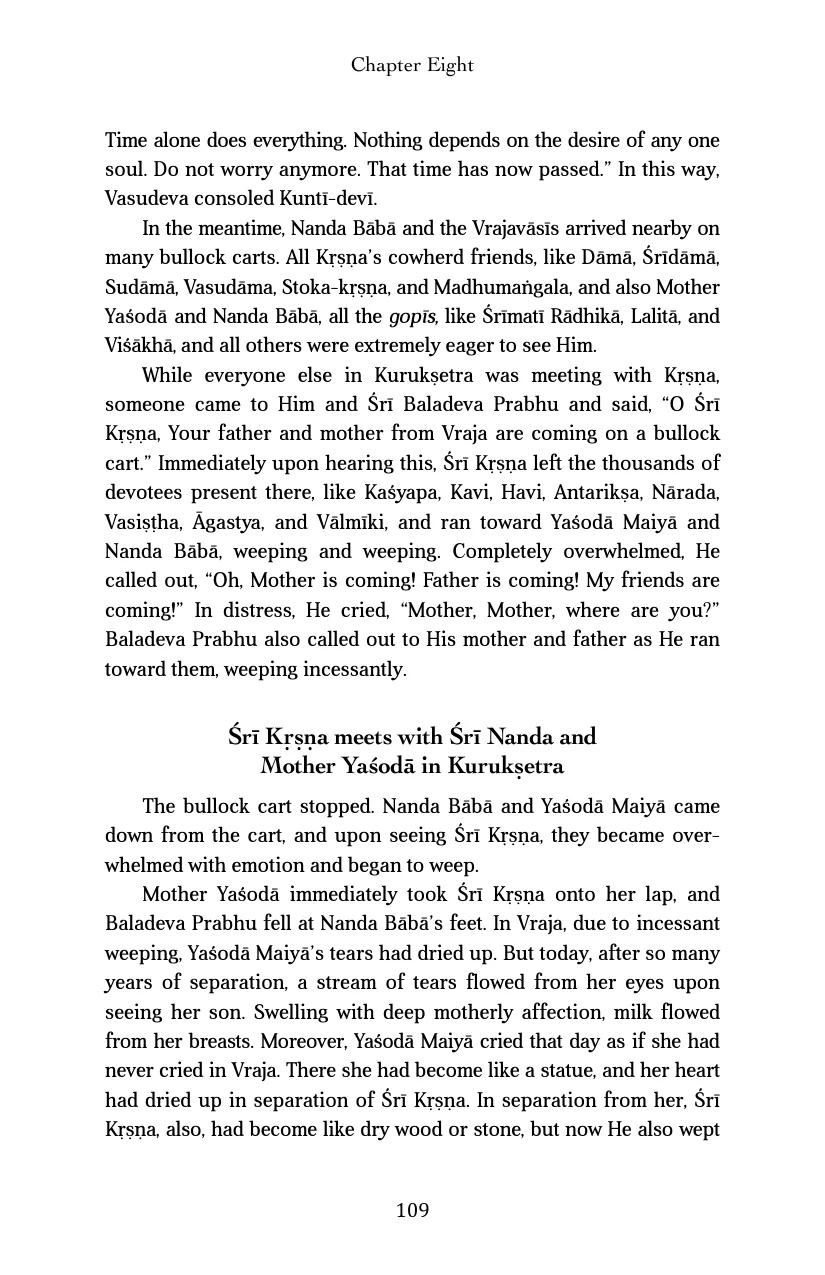 Chapter Eight
Time alone does everything. Nothing depends on the desire of any one
soul. Do not worry anymore. That time has now passed.” In this way,
Vasudeva consoled Kuntī-devī.
In the meantime, Nanda Bābā and the Vrajavāsīs arrived nearby on
many bullock carts. All Kṛṣṇa’s cowherd friends, like Dāmā, Śrīdāmā,
Sudāmā, Vasudāma, Stoka-kṛṣṇa, and Madhumaṅgala, and also Mother
Yaśodā and Nanda Bābā, all the gopīs, like Śrīmatī Rādhikā, Lalitā, and
Viśākhā, and all others were extremely eager to see Him.
While everyone else in Kurukṣetra was meeting with Kṛṣṇa,
someone came to Him and Śrī Baladeva Prabhu and said, “O Śrī
Kṛṣṇa, Your father and mother from Vraja are coming on a bullock
cart.” Immediately upon hearing this, Śrī Kṛṣṇa left the thousands of
devotees present there, like Kaśyapa, Kavi, Havi, Antarikṣa, Nārada,
Vasiṣṭha, Āgastya, and Vālmīki, and ran toward Yaśodā Maiyā and
Nanda Bābā, weeping and weeping. Completely overwhelmed, He
called out, “Oh, Mother is coming! Father is coming! My friends are
coming!” In distress, He cried, “Mother, Mother, where are you?”
Baladeva Prabhu also called out to His mother and father as He ran
toward them, weeping incessantly.
Śrī Kṛṣṇa meets with Śrī Nanda and
Mother Yaśodā in Kurukṣetra
The bullock cart stopped. Nanda Bābā and Yaśodā Maiyā came
down from the cart, and upon seeing Śrī Kṛṣṇa, they became over-
whelmed with emotion and began to weep.
Mother Yaśodā immediately took Śrī Kṛṣṇa onto her lap, and
Baladeva Prabhu fell at Nanda Bābā’s feet. In Vraja, due to incessant
weeping, Yaśodā Maiyā’s tears had dried up. But today, after so many
years of separation, a stream of tears flowed from her eyes upon
seeing her son. Swelling with deep motherly affection, milk flowed
from her breasts. Moreover, Yaśodā Maiyā cried that day as if she had
never cried in Vraja. There she had become like a statue, and her heart
had dried up in separation of Śrī Kṛṣṇa. In separation from her, Śrī
Kṛṣṇa, also, had become like dry wood or stone, but now He also wept
109